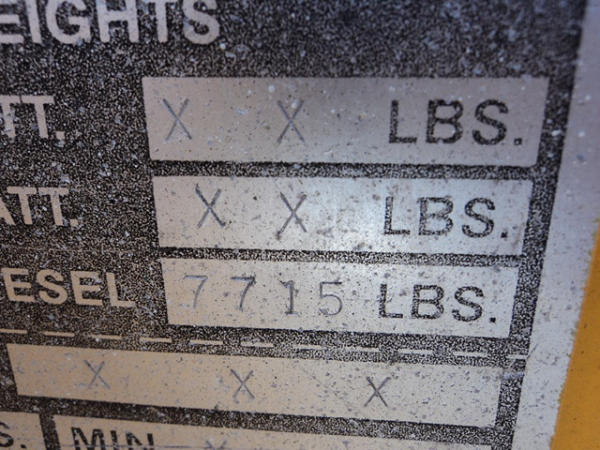 EIGHTS
TT. X X LBS.
ATT. X X LBS.
ESEL 7715 LBS.
X X X
S. MIN